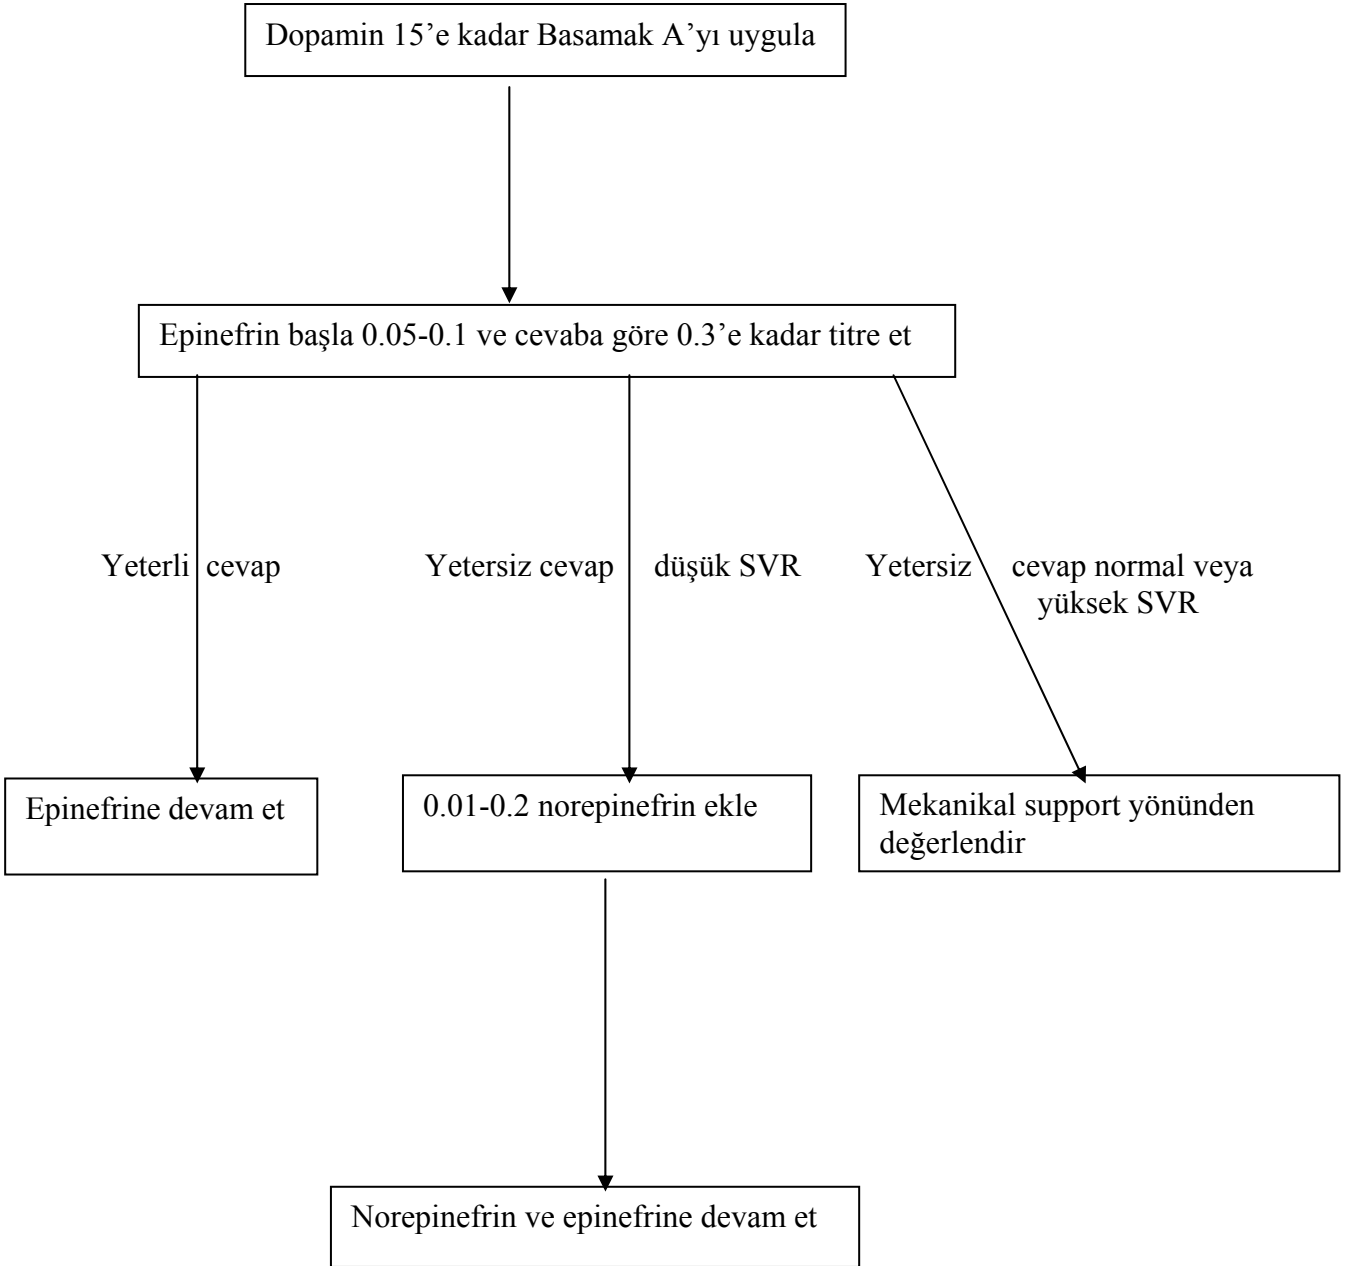 Dopamin 15’e kadar Basamak A’yı uygula
Epinefrin başla 0.05-0.1 ve cevaba göre 0.3’e kadar titre et
Yeterli cevap
Yetersiz cevap düşük SVR
Yetersiz cevap normal veya
yüksek SVR
Epinefrine devam et
0.01-0.2 norepinefrin ekle
Mekanikal support yönünden
değerlendir
Norepinefrin ve epinefrine devam et